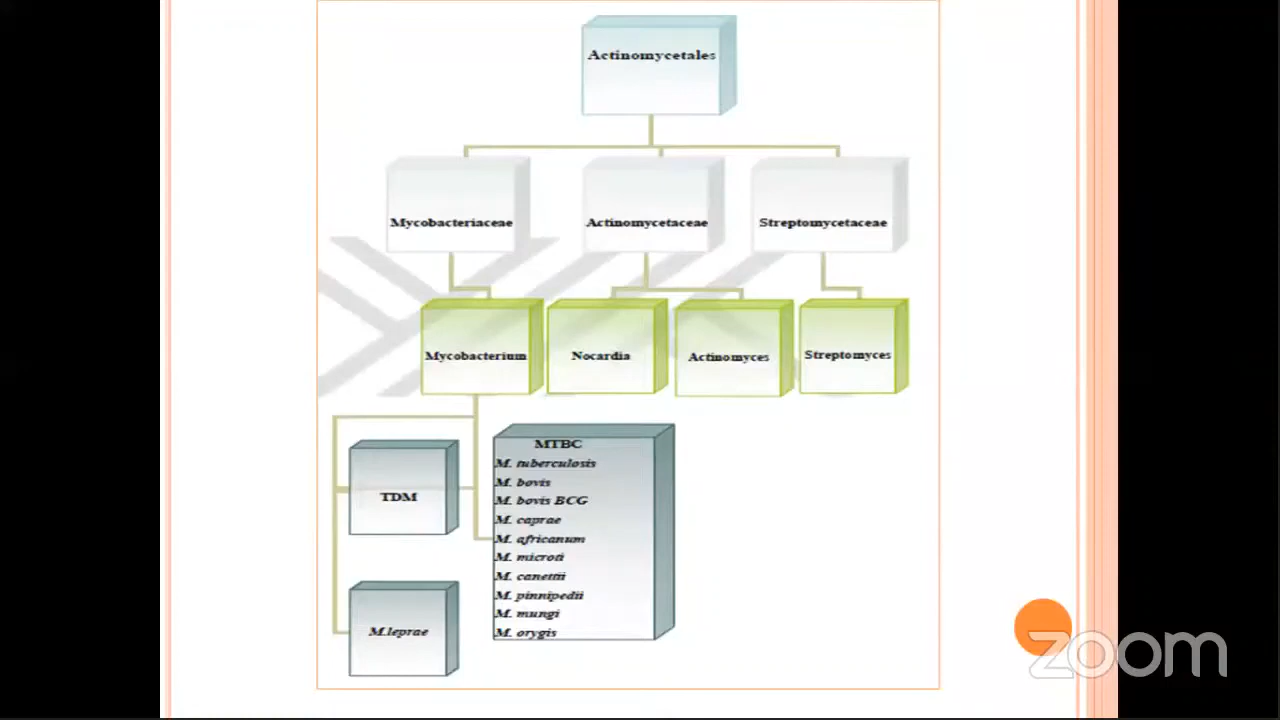 Actinomycetales
Mycobacteriaceae
Actinomycetaceae
Streptomycetaceae
Mycobacterium
Nocardia
Actinomyces
Streptomyces
TDM
M.leprae
MTBC
M. tuberculosis
M. bovis
M. bovis BCG
M. caprae
M. africanum
M. microti
M. canettii
M. pinnipedii
M. mungi
M. orygis
zoom